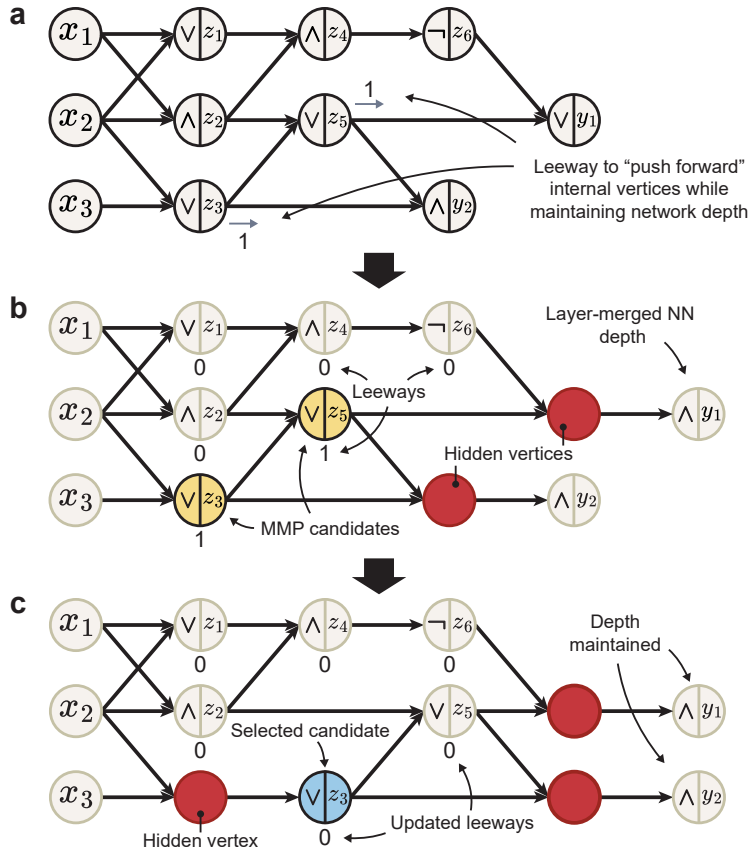 a
x1 ∨ z1 ∧ z4 ¬ z6
1
x2 ∧ z2 ∨ z5 ∨ y1
Leeway to “push forward”
internal vertices while
maintaining network depth
x3 ∨ z3 ∧ y2
1
b
x1 ∨ z1 ∧ z4 ¬ z6
Layer-merged NN
depth
0 0 0
Leeways
x2 ∧ z2 ∨ z5 ∧ y1
0 1
Hidden vertices
x3 ∨ z3 ∧ y2
MMP candidates
1
c
x1 ∨ z1 ∧ z4 ¬ z6
Depth
maintained
0 0 0
x2 ∧ z2 ∨ z5 ∧ y1
Selected candidate
0 0
x3 ∨ z3 ∧ y2
Hidden vertex
0
Updated leeways